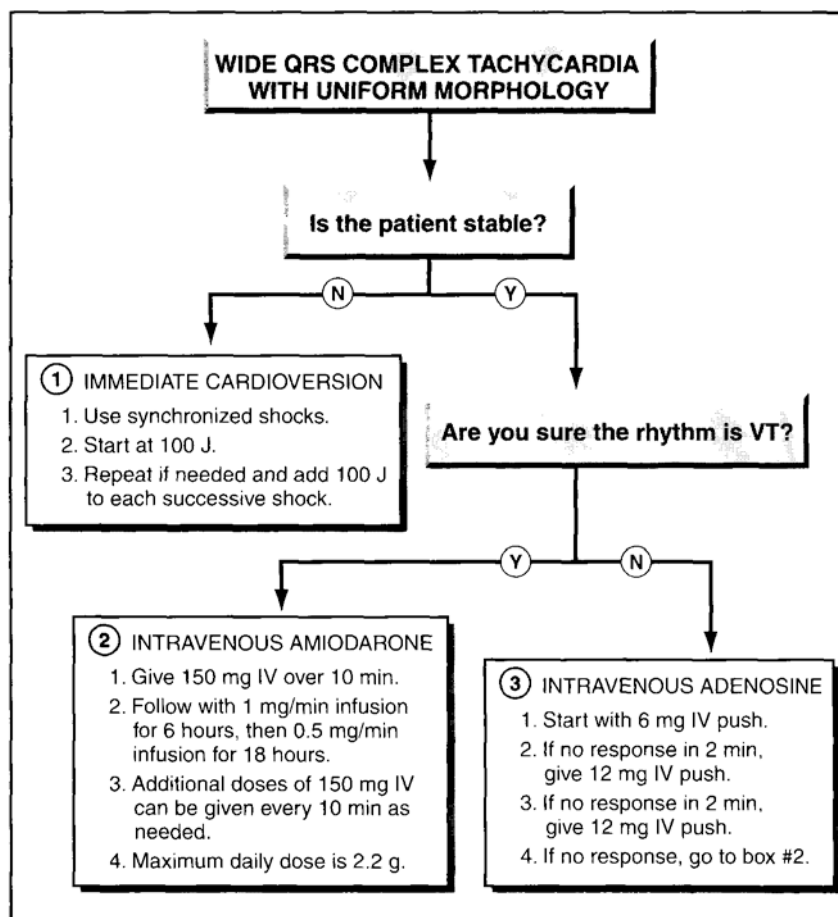 WIDE QRS COMPLEX TACHYCARDIA
WITH UNIFORM MORPHOLOGY
Is the patient stable?
N
Y
1 IMMEDIATE CARDIOVERSION
1. Use synchronized shocks.
2. Start at 100 J.
3. Repeat if needed and add 100 J
to each successive shock.
Are you sure the rhythm is VT?
Y
N
2 INTRAVENOUS AMIODARONE
1. Give 150 mg IV over 10 min.
2. Follow with 1 mg/min infusion
for 6 hours, then 0.5 mg/min
infusion for 18 hours.
3. Additional doses of 150 mg IV
can be given every 10 min as
needed.
4. Maximum daily dose is 2.2 g.
3 INTRAVENOUS ADENOSINE
1. Start with 6 mg IV push.
2. If no response in 2 min,
give 12 mg IV push.
3. If no response in 2 min,
give 12 mg IV push.
4. If no response, go to box #2.